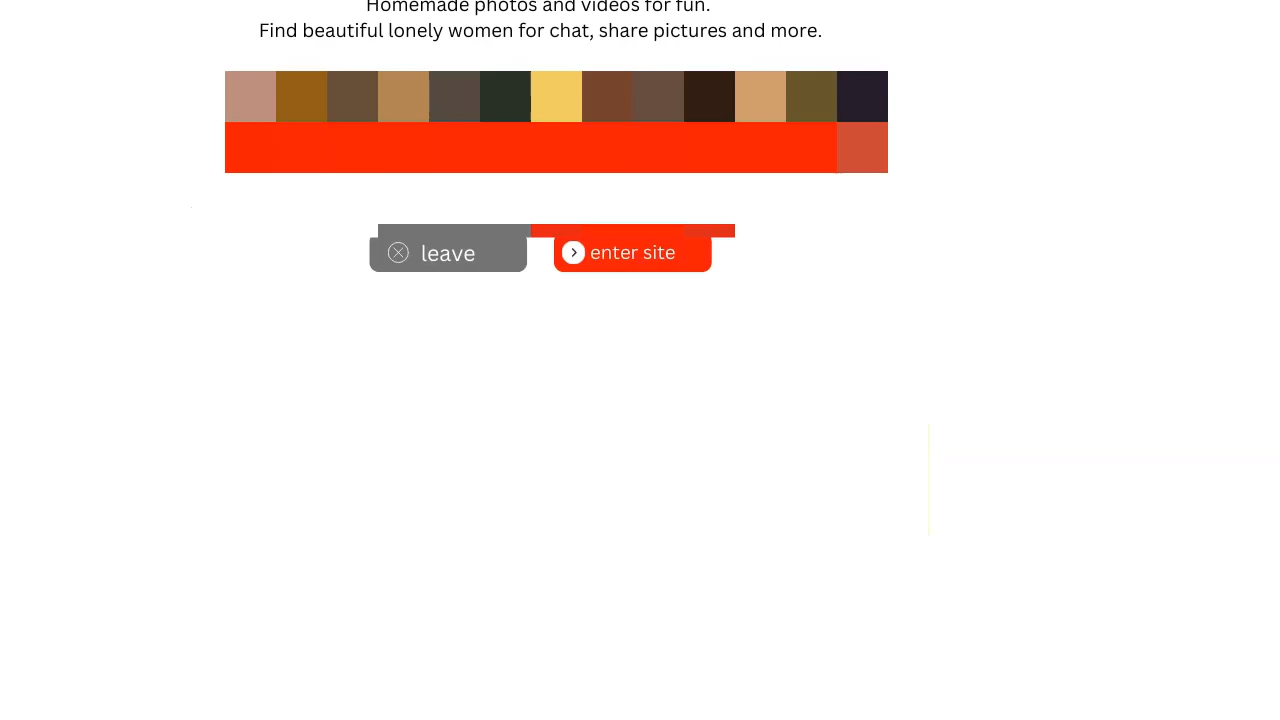 Homemade photos and videos for fun.
Find beautiful lonely women for chat, share pictures and more.
leave
enter site